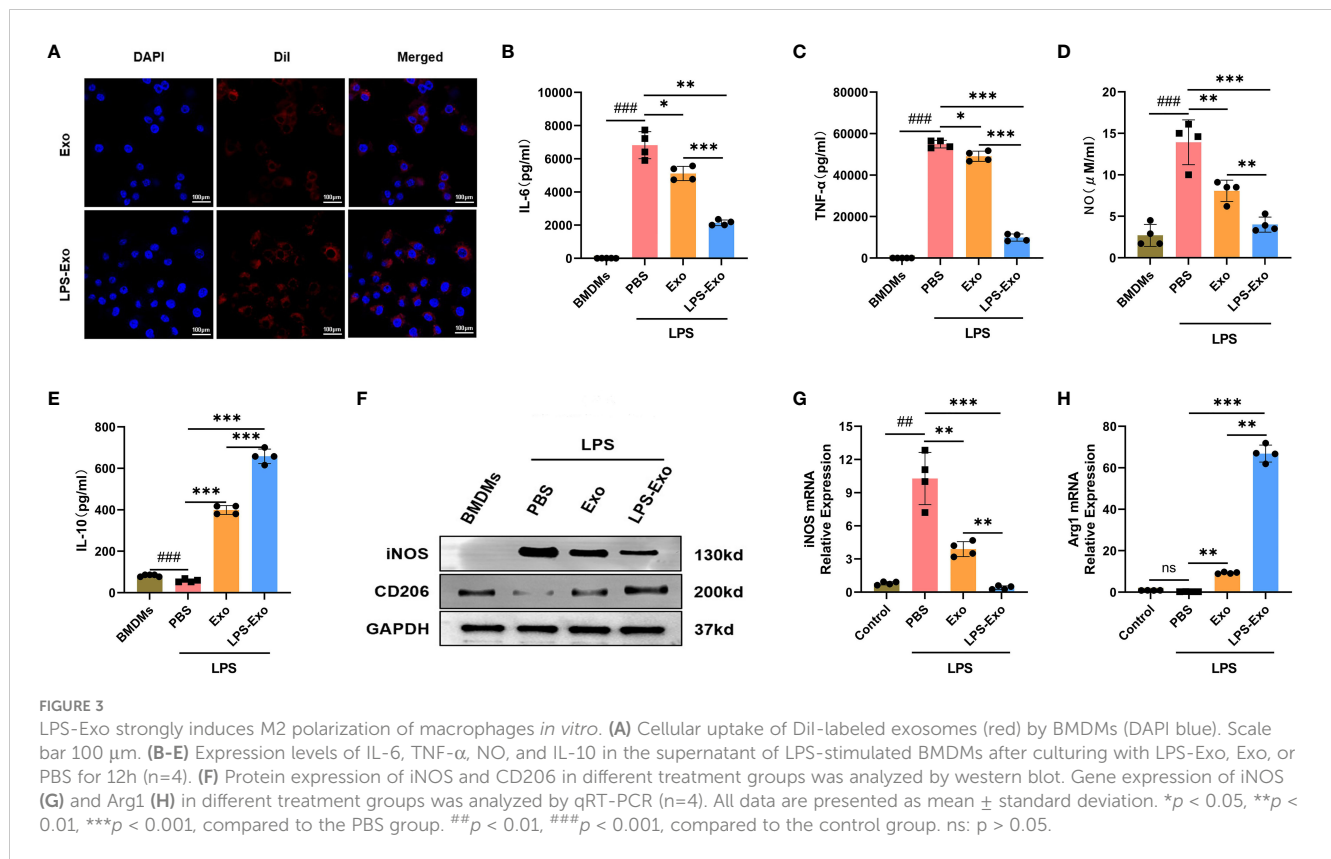 A
DAPI
DiI
Merged
Exo
100μm
100μm
100μm
LPS-Exo
100μm
100μm
100μm
B
IL-6(pg/ml)
10000
8000
6000
4000
2000
0
###
*
**
***
BMDMs
PBS
Exo
LPS-Exo
LPS
C
TNF-α(pg/ml)
80000
60000
40000
20000
0
###
*
***
***
BMDMs
PBS
Exo
LPS-Exo
LPS
D
NO(μM/ml)
20
15
10
5
0
###
**
***
**
BMDMs
PBS
Exo
LPS-Exo
LPS
E
IL-10(pg/ml)
800
600
400
200
0
###
***
***
***
BMDMs
PBS
Exo
LPS-Exo
LPS
F
LPS
BMDMs
PBS
Exo
LPS-Exo
iNOS
130kd
CD206
200kd
GAPDH
37kd
G
iNOS mRNA
Relative Expression
15
12
9
6
3
0
##
**
***
**
Control
PBS
Exo
LPS-Exo
LPS
H
Arg1 mRNA
Relative Expression
80
60
40
20
0
ns
**
***
**
Control
PBS
Exo
LPS-Exo
LPS
FIGURE 3
LPS-Exo strongly induces M2 polarization of macrophages in vitro. (A) Cellular uptake of DiI-labeled exosomes (red) by BMDMs (DAPI blue). Scale
bar 100 μm. (B-E) Expression levels of IL-6, TNF-α, NO, and IL-10 in the supernatant of LPS-stimulated BMDMs after culturing with LPS-Exo, Exo, or
PBS for 12h (n=4). (F) Protein expression of iNOS and CD206 in different treatment groups was analyzed by western blot. Gene expression of iNOS
(G) and Arg1 (H) in different treatment groups was analyzed by qRT-PCR (n=4). All data are presented as mean ± standard deviation. *p < 0.05, **p <
0.01, ***p < 0.001, compared to the PBS group. ##p < 0.01, ###p < 0.001, compared to the control group. ns: p > 0.05.